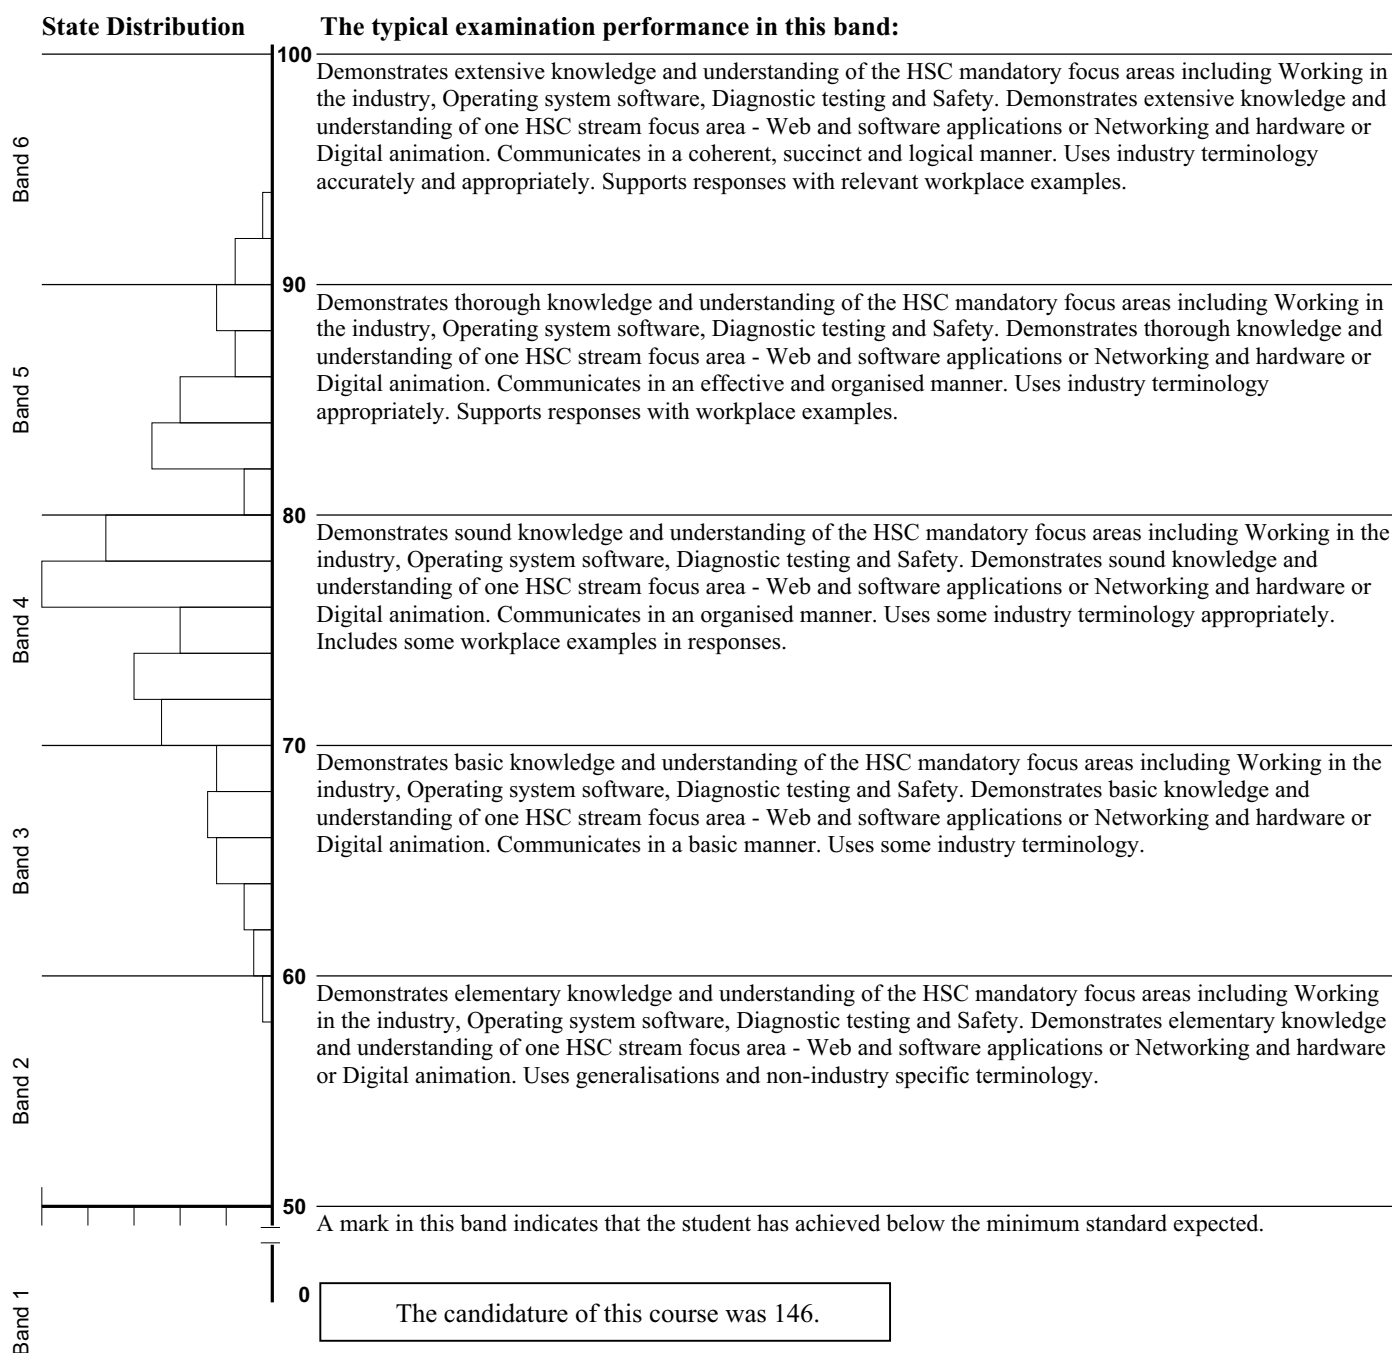 State Distribution
The typical examination performance in this band:
100
Band 6
Demonstrates extensive knowledge and understanding of the HSC mandatory focus areas including Working in
the industry, Operating system software, Diagnostic testing and Safety. Demonstrates extensive knowledge and
understanding of one HSC stream focus area - Web and software applications or Networking and hardware or
Digital animation. Communicates in a coherent, succinct and logical manner. Uses industry terminology
accurately and appropriately. Supports responses with relevant workplace examples.
90
Band 5
Demonstrates thorough knowledge and understanding of the HSC mandatory focus areas including Working in
the industry, Operating system software, Diagnostic testing and Safety. Demonstrates thorough knowledge and
understanding of one HSC stream focus area - Web and software applications or Networking and hardware or
Digital animation. Communicates in an effective and organised manner. Uses industry terminology
appropriately. Supports responses with workplace examples.
80
Band 4
Demonstrates sound knowledge and understanding of the HSC mandatory focus areas including Working in the
industry, Operating system software, Diagnostic testing and Safety. Demonstrates sound knowledge and
understanding of one HSC stream focus area - Web and software applications or Networking and hardware or
Digital animation. Communicates in an organised manner. Uses some industry terminology appropriately.
Includes some workplace examples in responses.
70
Band 3
Demonstrates basic knowledge and understanding of the HSC mandatory focus areas including Working in the
industry, Operating system software, Diagnostic testing and Safety. Demonstrates basic knowledge and
understanding of one HSC stream focus area - Web and software applications or Networking and hardware or
Digital animation. Communicates in a basic manner. Uses some industry terminology.
60
Band 2
Demonstrates elementary knowledge and understanding of the HSC mandatory focus areas including Working
in the industry, Operating system software, Diagnostic testing and Safety. Demonstrates elementary knowledge
and understanding of one HSC stream focus area - Web and software applications or Networking and hardware
or Digital animation. Uses generalisations and non-industry specific terminology.
50
A mark in this band indicates that the student has achieved below the minimum standard expected.
Band 1
0
The candidature of this course was 146.